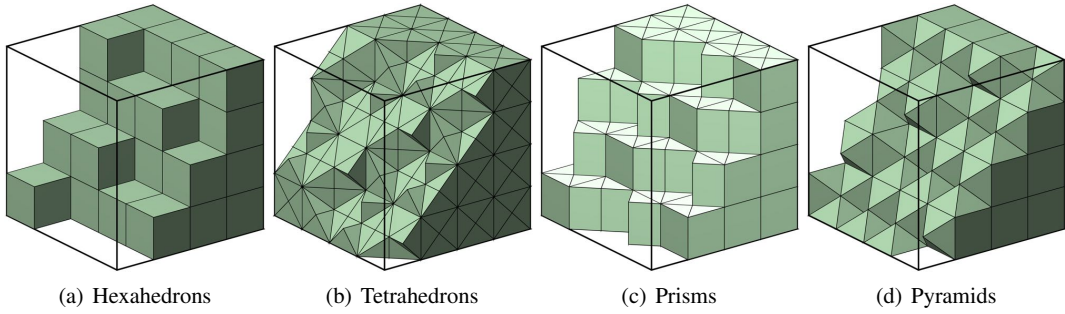 (a) Hexahedrons
(b) Tetrahedrons
(c) Prisms
(d) Pyramids